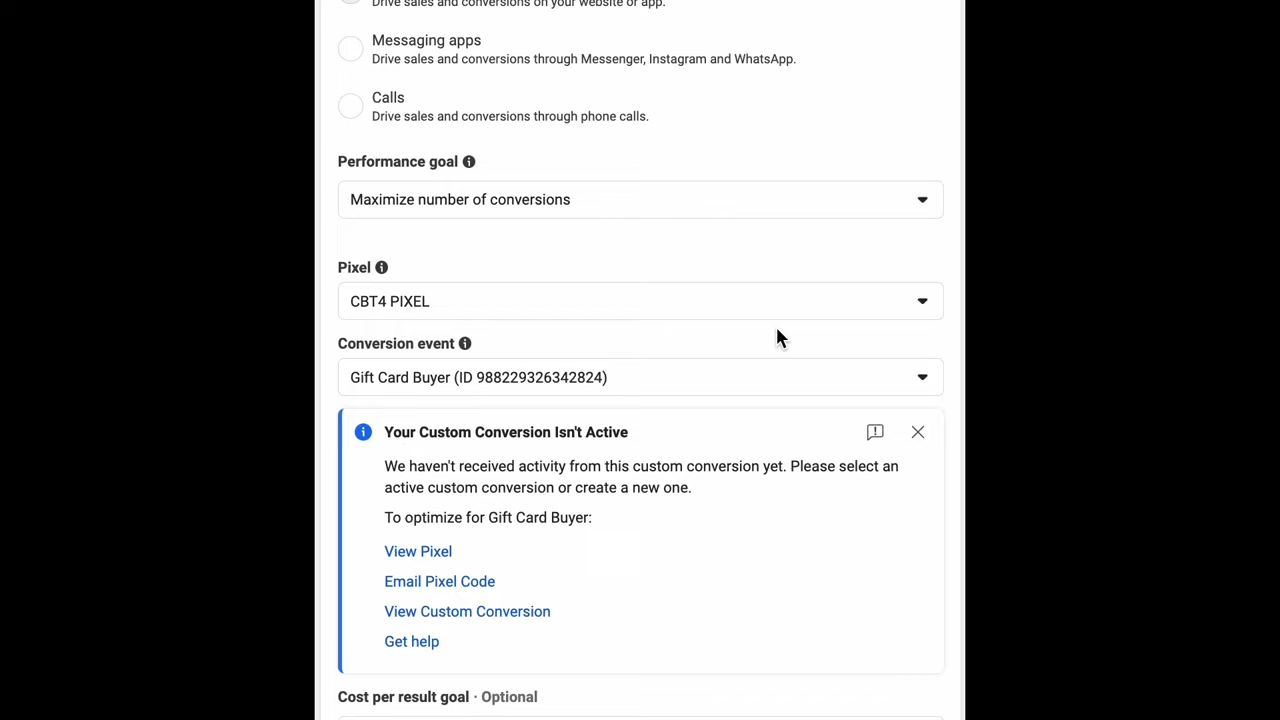 Drive sales and conversions on your website or app.
Messaging apps
Drive sales and conversions through Messenger, Instagram and WhatsApp.
Calls
Drive sales and conversions through phone calls.
Performance goal
Maximize number of conversions
Pixel
CBT4 PIXEL
Conversion event
Gift Card Buyer (ID 988229326342824)
Your Custom Conversion Isn't Active
We haven't received activity from this custom conversion yet. Please select an
active custom conversion or create a new one.
To optimize for Gift Card Buyer:
View Pixel
Email Pixel Code
View Custom Conversion
Get help
Cost per result goal · Optional